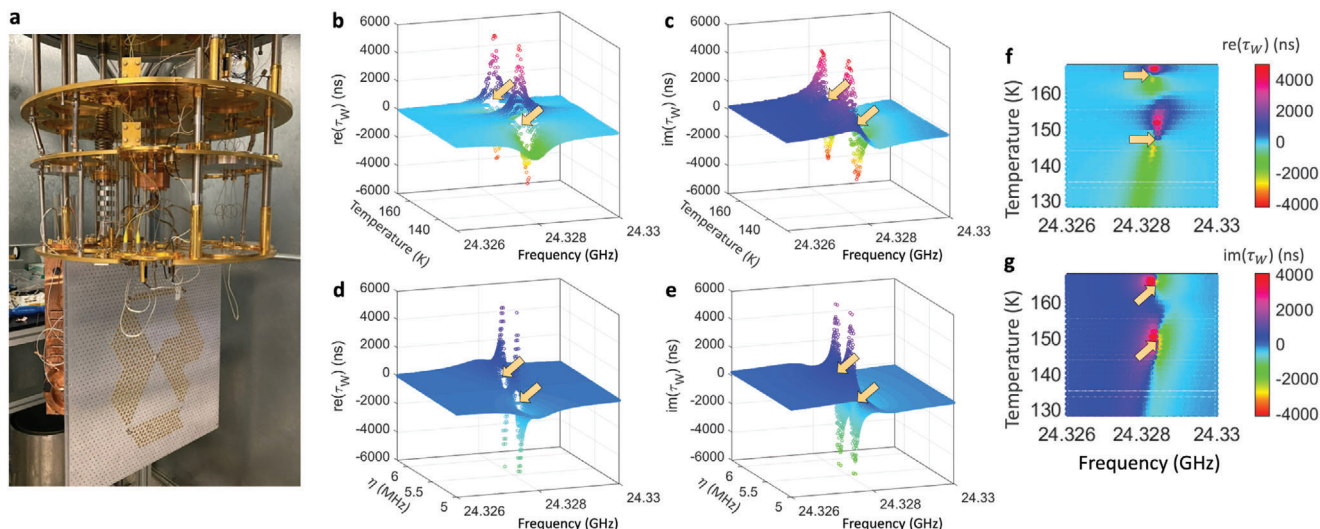 a
b
re(τW) (ns)
6000
4000
2000
0
-2000
-4000
-6000
160
140
Temperature (K)
24.326
24.328
24.33
Frequency (GHz)
c
im(τW) (ns)
6000
4000
2000
0
-2000
-4000
-6000
160
140
Temperature (K)
24.326
24.328
24.33
Frequency (GHz)
d
re(τW) (ns)
6000
4000
2000
0
-2000
-4000
-6000
6
5.5
5
η (MHz)
24.326
24.328
24.33
Frequency (GHz)
e
im(τW) (ns)
6000
4000
2000
0
-2000
-4000
-6000
6
5.5
5
η (MHz)
24.326
24.328
24.33
Frequency (GHz)
f
re(τW) (ns)
Temperature (K)
160
150
140
130
24.326 24.328 24.33
4000
2000
0
-2000
-4000
g
im(τW) (ns)
Temperature (K)
160
150
140
130
24.326 24.328 24.33
Frequency (GHz)
4000
2000
0
-2000
-4000